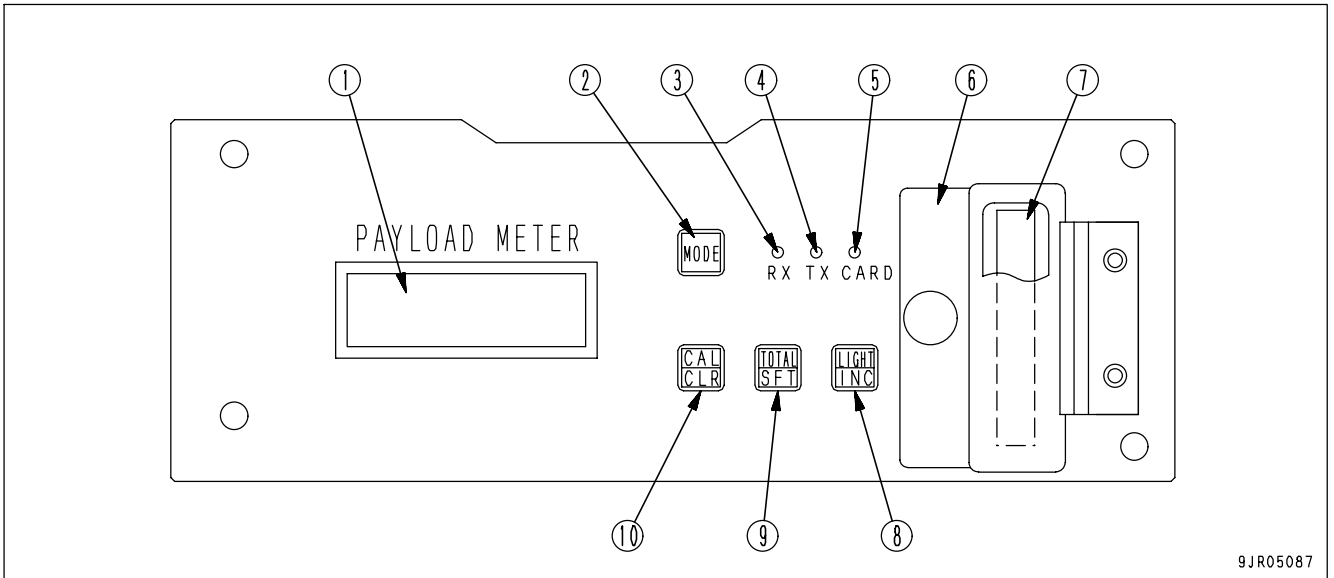 ① ② ③ ④ ⑤ ⑥ ⑦
PAYLOAD METER
MODE
RX TX CARD
CAL TOTAL LIGHT
CLR SFT INC
⑩ ⑨ ⑧
9JR05087